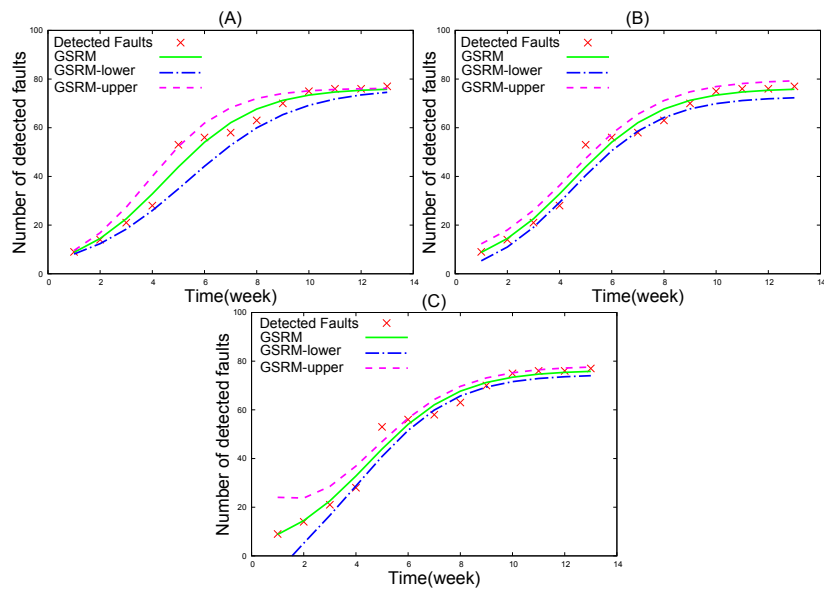 (A)
Number of detected faults
100
80
60
40
20
0
Detected Faults
GSRM
GSRM-lower
GSRM-upper
0 2 4 6 8 10 12 14
Time(week)
(B)
Number of detected faults
100
80
60
40
20
0
Detected Faults
GSRM
GSRM-lower
GSRM-upper
0 2 4 6 8 10 12 14
Time(week)
(C)
Number of detected faults
100
80
60
40
20
0
Detected Faults
GSRM
GSRM-lower
GSRM-upper
0 2 4 6 8 10 12 14
Time(week)